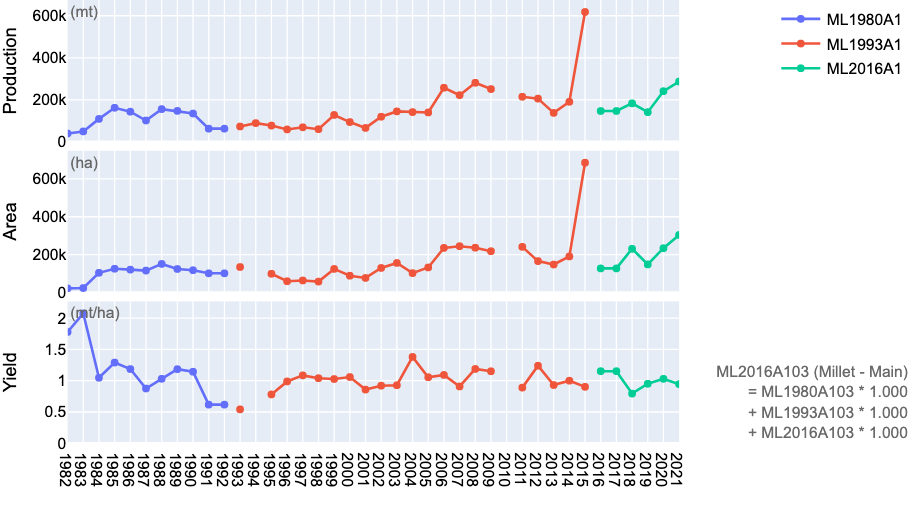 Production
(mt)
600k
400k
200k
0
Area
(ha)
600k
400k
200k
0
Yield
(mt/ha)
2
1.5
1
0.5
0
1982
1983
1984
1985
1986
1987
1988
1989
1990
1991
1992
1993
1994
1995
1996
1997
1998
1999
2000
2001
2002
2003
2004
2005
2006
2007
2008
2009
2010
2011
2012
2013
2014
2015
2016
2017
2018
2019
2020
2021
ML1980A1
ML1993A1
ML2016A1
ML2016A103 (Millet - Main)
= ML1980A103 * 1.000
+ ML1993A103 * 1.000
+ ML2016A103 * 1.000